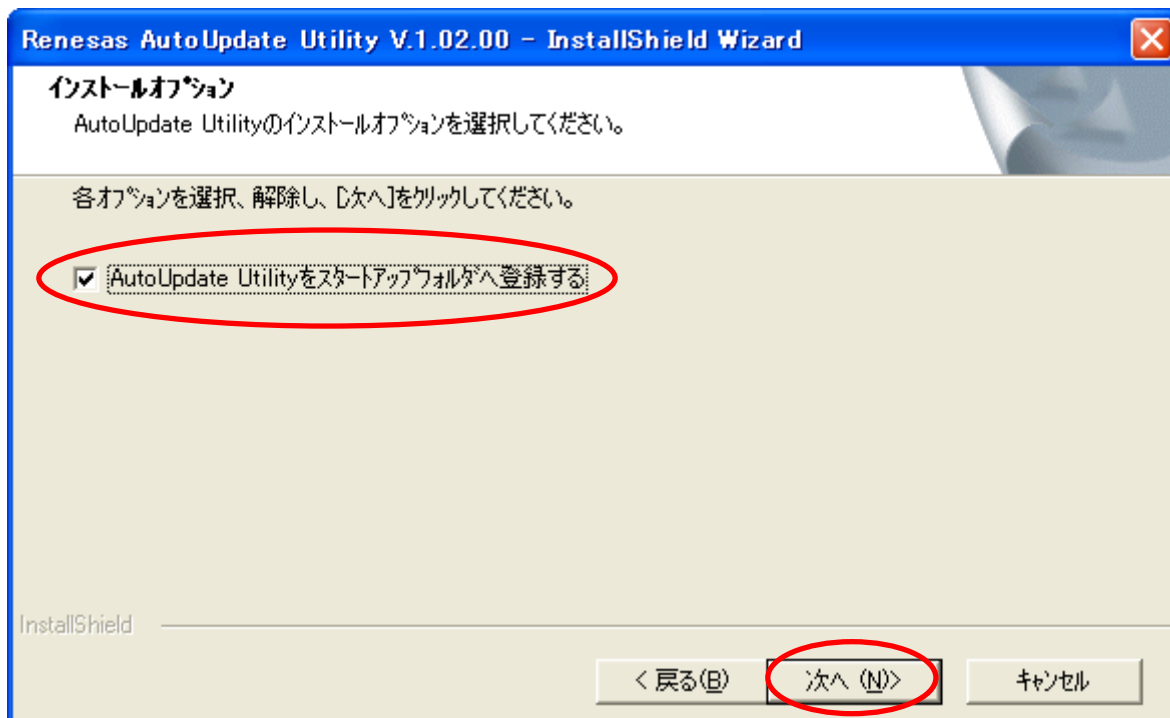 Renesas AutoUpdate Utility V.1.02.00 - InstallShield Wizard
インストールオプション
AutoUpdate Utilityのインストールオプションを選択してください。
各オプションを選択、解除し、[次へ]をクリックしてください。
AutoUpdate Utilityをスタートアップフォルダへ登録する
InstallShield
< 戻る(B)
次へ (N)>
キャンセル